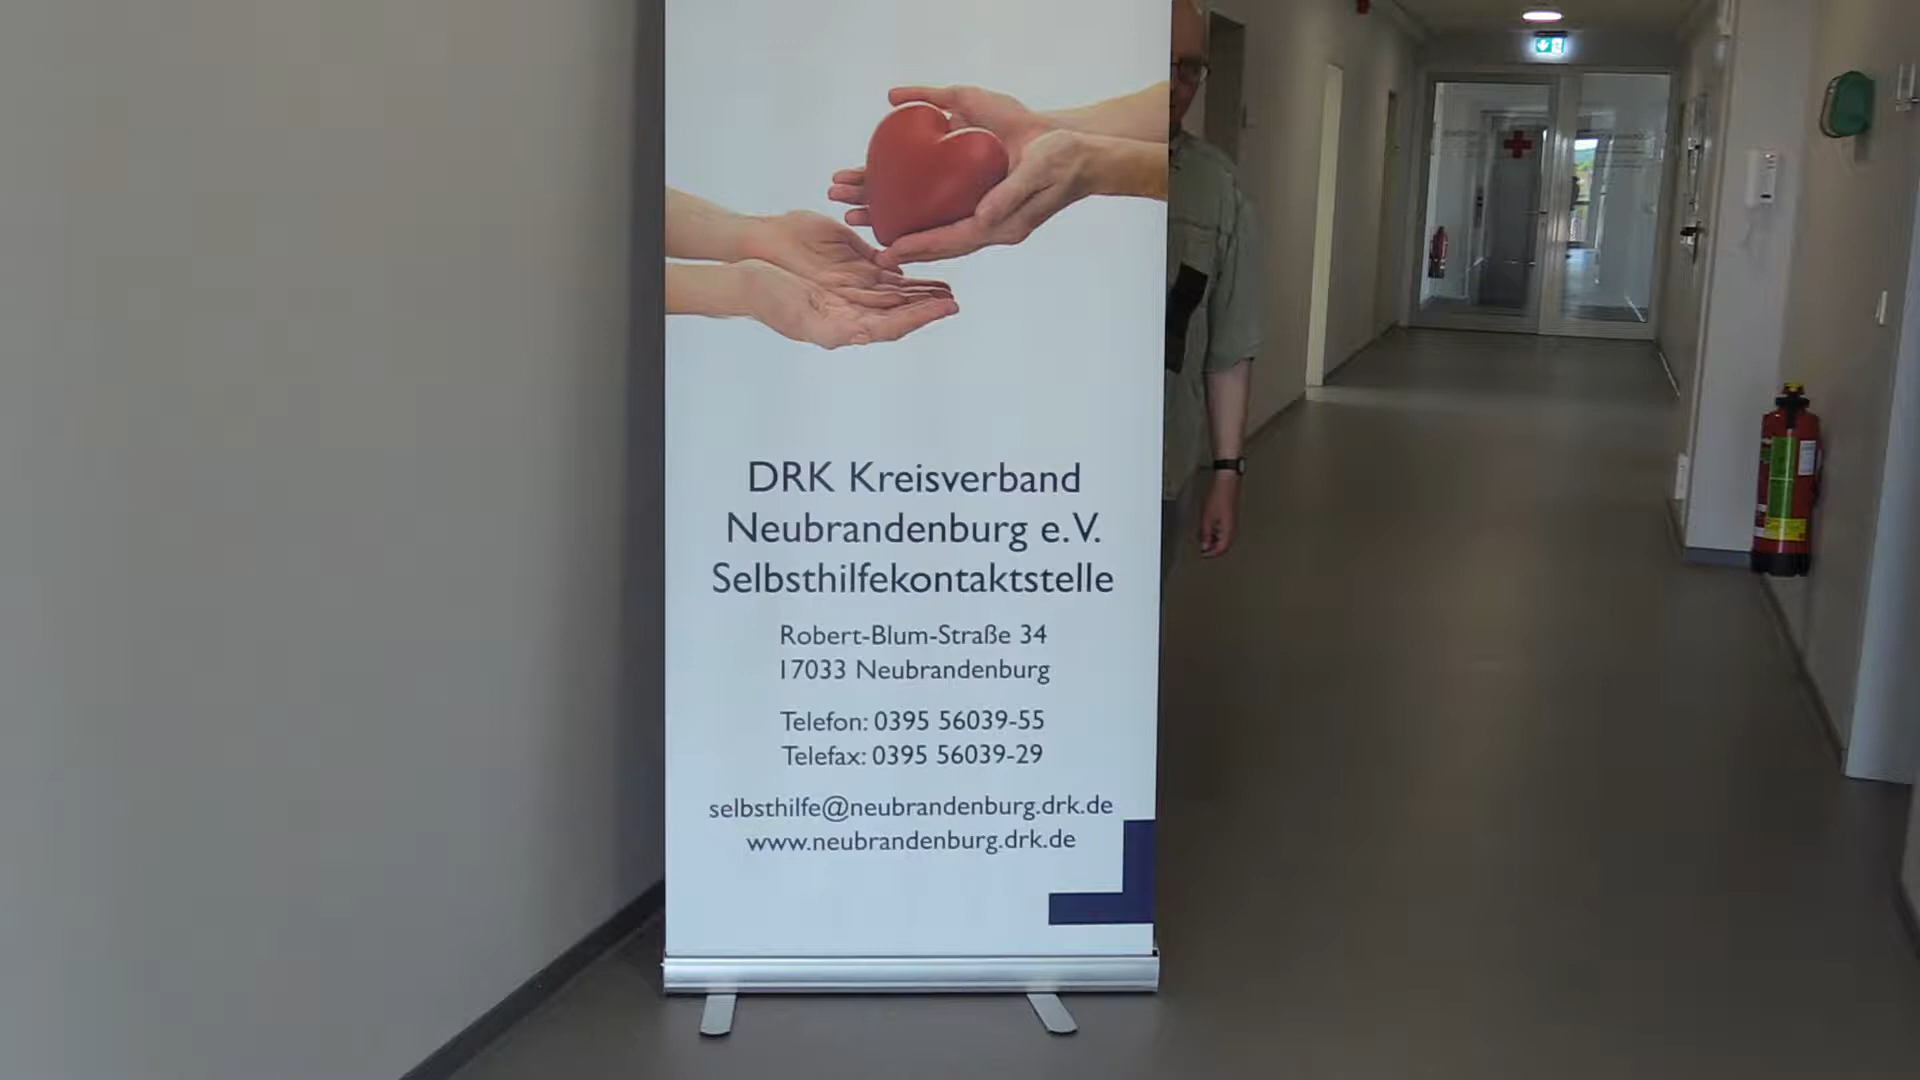 DRK Kreisverband
Neubrandenburg e.V.
Selbsthilfekontaktstelle
Robert-Blum-Straße 34
17033 Neubrandenburg
Telefon: 0395 56039-55
Telefax: 0395 56039-29
selbsthilfe@neubrandenburg.drk.de
www.neubrandenburg.drk.de